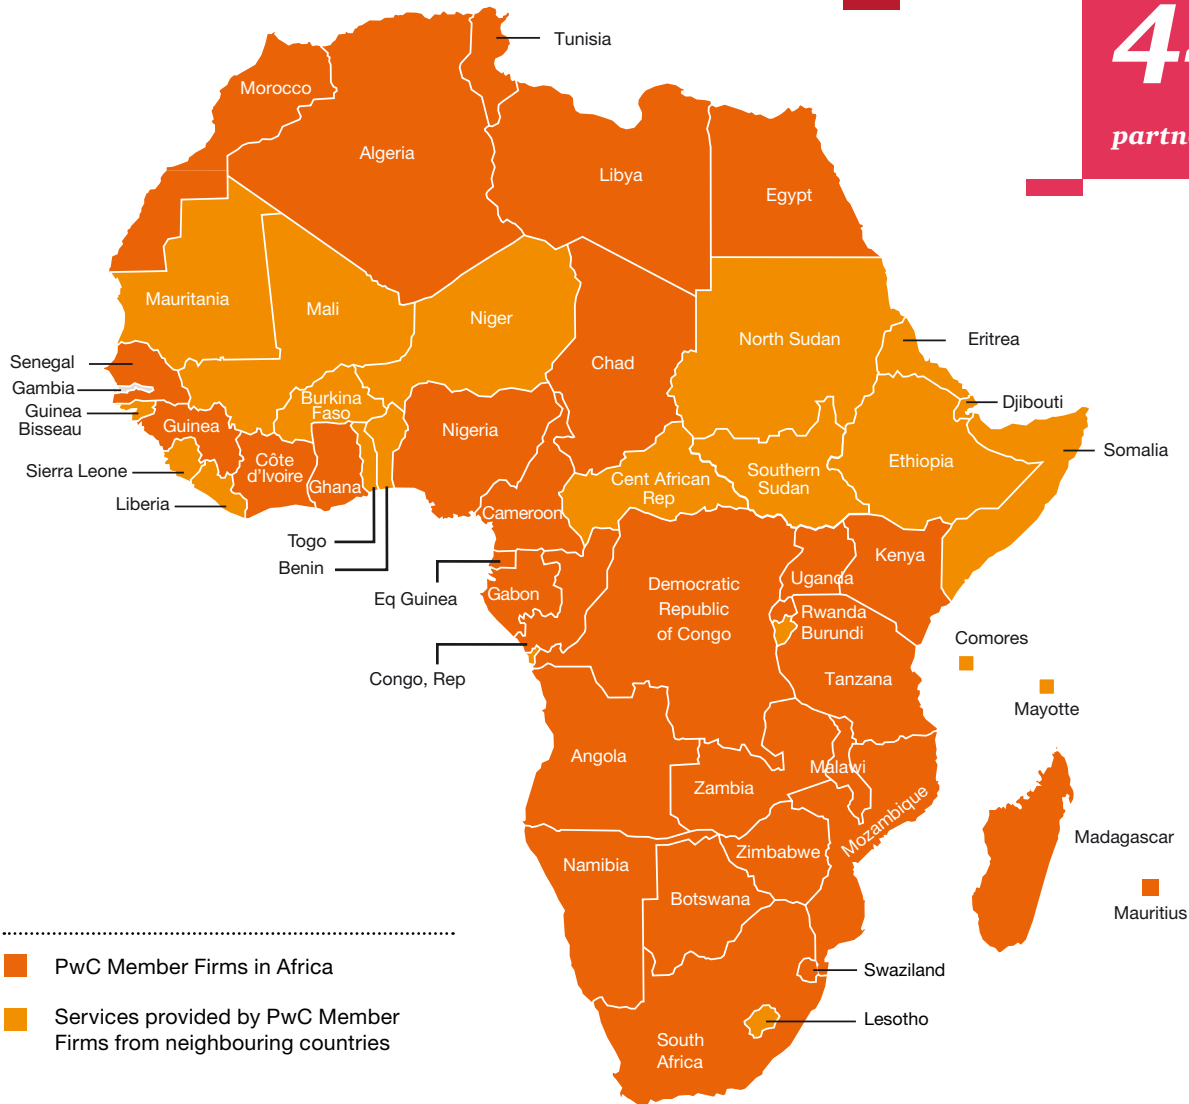 4
partn
Tunisia
Morocco
Algeria
Libya
Egypt
Mauritania
Mali
Niger
Chad
North Sudan
Eritrea
Senegal
Gambia
Guinea
Bisseau
Guinea
Burkina
Faso
Nigeria
Djibouti
Somalia
Ethiopia
Sierra Leone
Côte
d'Ivoire
Ghana
Cent African
Rep
Southern
Sudan
Liberia
Cameroon
Togo
Benin
Eq Guinea
Gabon
Democratic
Republic
of Congo
Uganda
Kenya
Rwanda
Burundi
Congo, Rep
Tanzana
Comores
Mayotte
Angola
Zambia
Malawi
Mozambique
Madagascar
Mauritius
Namibia
Zimbabwe
Botswana
Swaziland
Lesotho
South
Africa
PwC Member Firms in Africa
Services provided by PwC Member
Firms from neighbouring countries